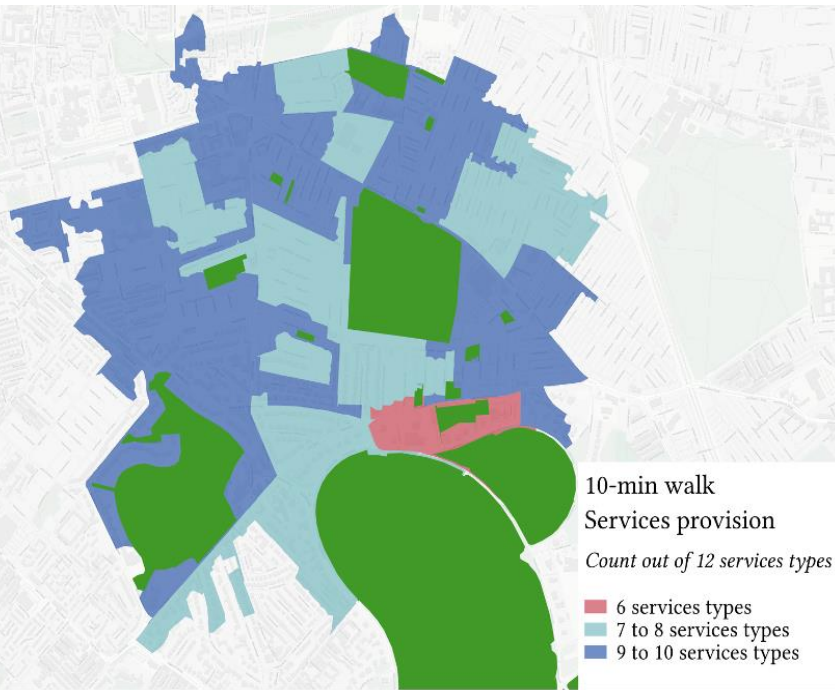 10-min walk
Services provision
Count out of 12 services types
6 services types
7 to 8 services types
9 to 10 services types